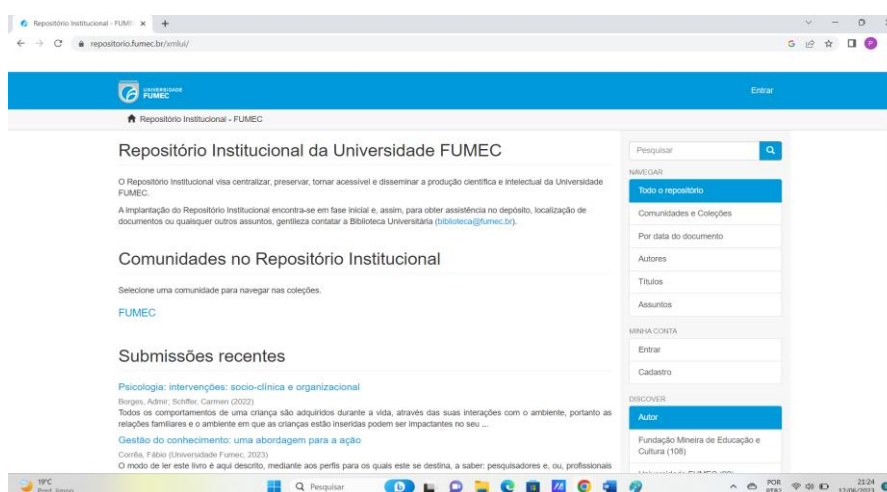 Repositório Institucional - FUME
repositorio.fumec.br/xmlui/
UNIVERSIDADE
FUMEC
Entrar
Repositório Institucional - FUMEC
Repositório Institucional da Universidade FUMEC
O Repositório Institucional visa centralizar, preservar, tornar acessível e disseminar a produção científica e intelectual da Universidade
FUMEC.
A implantação do Repositório Institucional encontra-se em fase inicial e, assim, para obter assistência no depósito, localização de
documentos ou quaisquer outros assuntos, gentileza contatar a Biblioteca Universitária (biblioteca@fumec.br).
Comunidades no Repositório Institucional
Selecione uma comunidade para navegar nas coleções.
FUMEC
Submissões recentes
Psicologia: intervenções: socio-clínica e organizacional
Borges, Admir; Schffer, Carmen (2022)
Todos os comportamentos de uma criança são adquiridos durante a vida, através das suas interações com o ambiente, portanto as
relações familiares e o ambiente em que as crianças estão inseridas podem ser impactantes no seu ...
Gestão do conhecimento: uma abordagem para a ação
Corrêa, Fábio (Universidade Fumec, 2023)
O modo de ler este livro é aqui descrito, mediante aos perfis para os quais este se destina, a saber: pesquisadores e, ou, profissionais
Pesquisar
NAVEGAR
Todo o repositório
Comunidades e Coleções
Por data do documento
Autores
Títulos
Assuntos
MINHA CONTA
Entrar
Cadastro
DISCOVER
Autor
Fundação Mineira de Educação e
Cultura (108)
19°C
Pesquisar
POR
21:24
12/06/2023